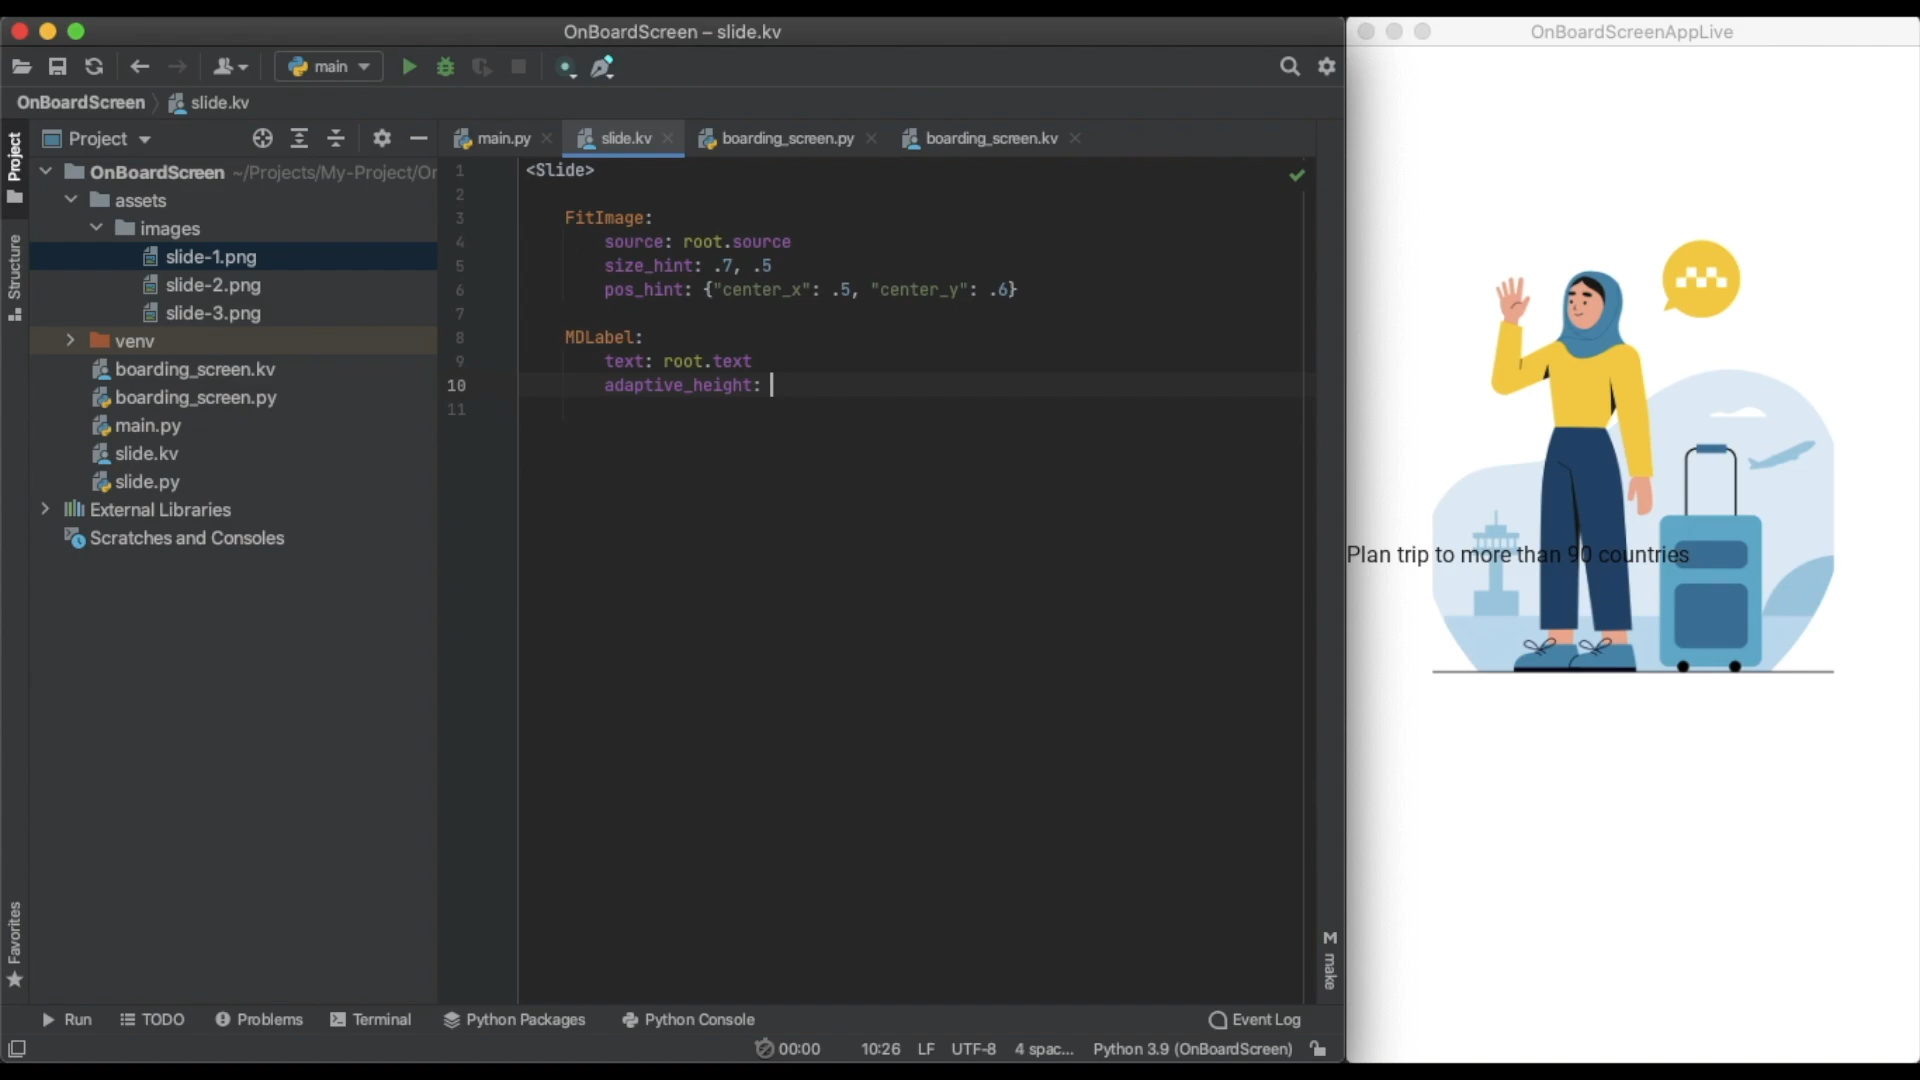 OnBoardScreen – slide.kv
OnBoardScreenAppLive
main
OnBoardScreen
slide.kv
Project
Project
main.py
slide.kv
boarding_screen.py
boarding_screen.kv
OnBoardScreen ~/Projects/My-Project/Or
assets
images
slide-1.png
slide-2.png
slide-3.png
venv
boarding_screen.kv
boarding_screen.py
main.py
slide.kv
slide.py
External Libraries
Scratches and Consoles
Structure
Favorites
1 <Slide>
2
3 FitImage:
4 source: root.source
5 size_hint: .7, .5
6 pos_hint: {"center_x": .5, "center_y": .6}
7
8 MDLabel:
9 text: root.text
10 adaptive_height:
11
Plan trip to more than 90 countries
M make
Run
TODO
Problems
Terminal
Python Packages
Python Console
Event Log
00:00
10:26
LF
UTF-8
4 spac...
Python 3.9 (OnBoardScreen)